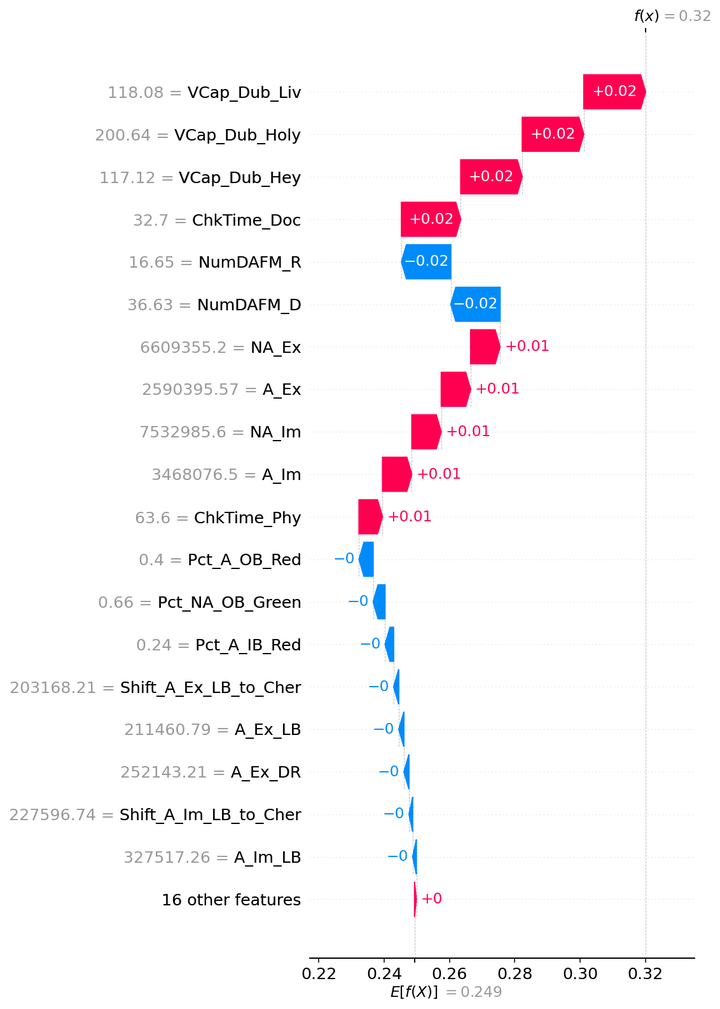 f(x) = 0.32
118.08 = VCap_Dub_Liv +0.02
200.64 = VCap_Dub_Holy +0.02
117.12 = VCap_Dub_Hey +0.02
32.7 = ChkTime_Doc +0.02
16.65 = NumDAFM_R −0.02
36.63 = NumDAFM_D −0.02
6609355.2 = NA_Ex +0.01
2590395.57 = A_Ex +0.01
7532985.6 = NA_Im +0.01
3468076.5 = A_Im +0.01
63.6 = ChkTime_Phy +0.01
0.4 = Pct_A_OB_Red −0
0.66 = Pct_NA_OB_Green −0
0.24 = Pct_A_IB_Red −0
203168.21 = Shift_A_Ex_LB_to_Cher −0
211460.79 = A_Ex_LB −0
252143.21 = A_Ex_DR −0
227596.74 = Shift_A_Im_LB_to_Cher −0
327517.26 = A_Im_LB −0
16 other features +0
0.22 0.24 0.26 0.28 0.30 0.32
E[f(X)] = 0.249